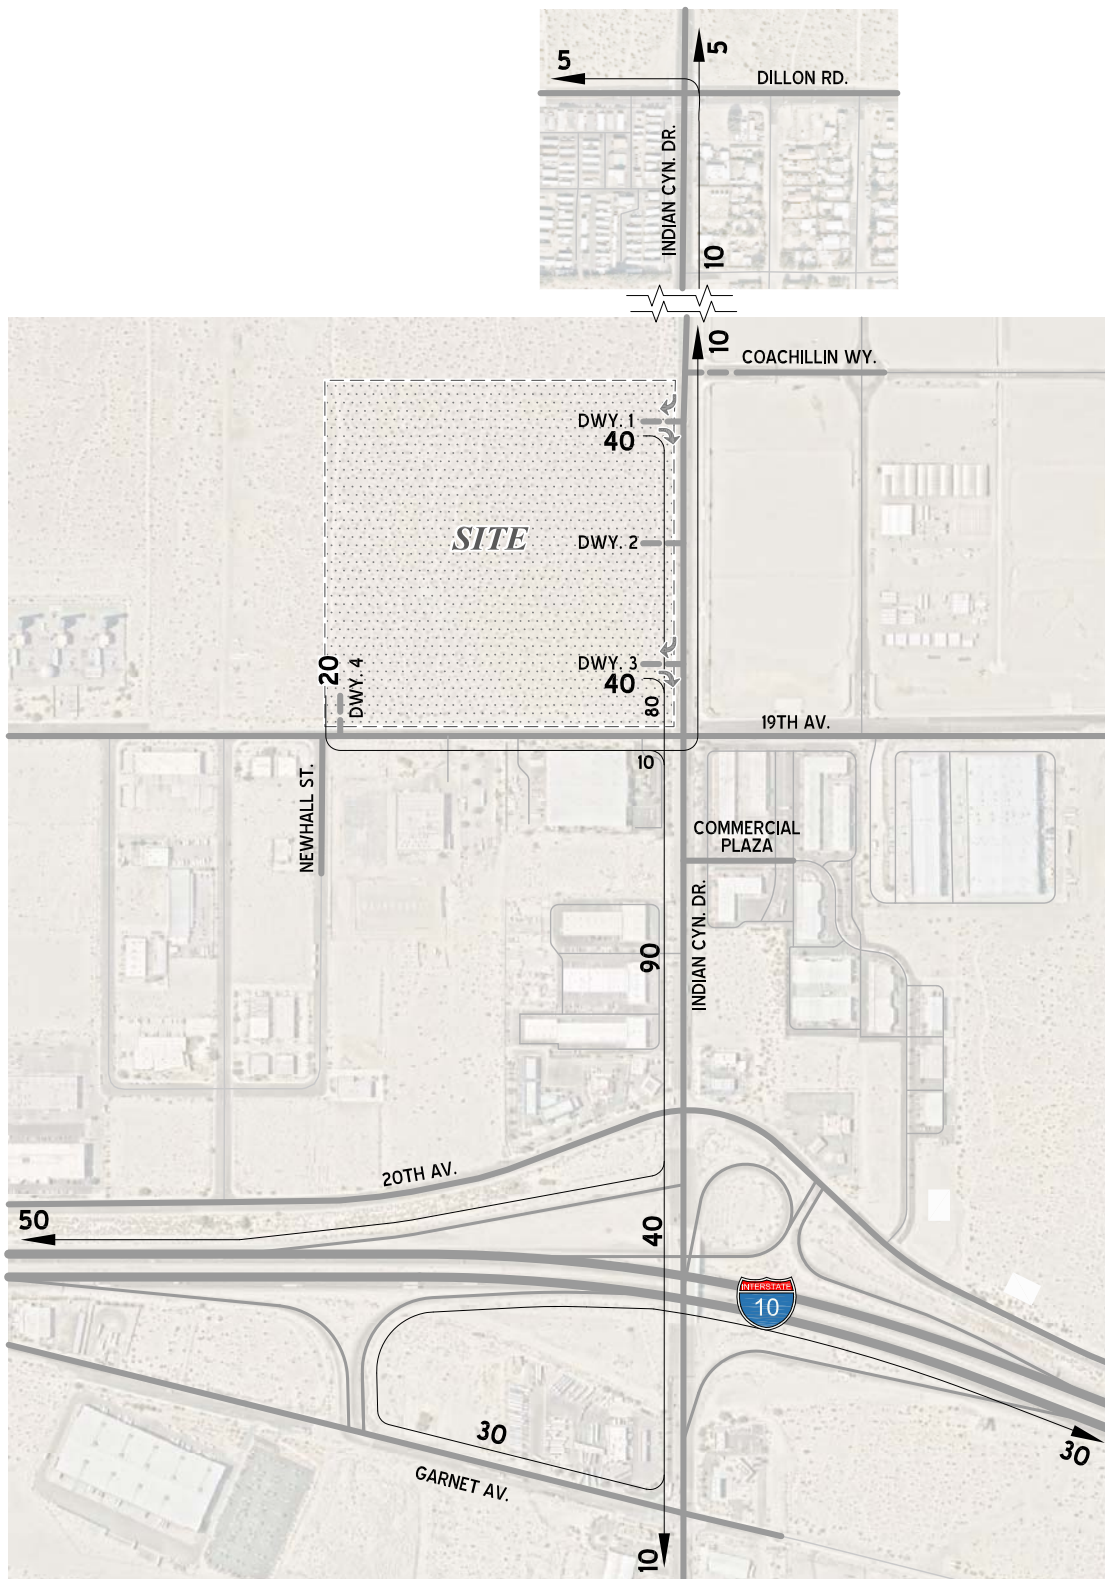 5
5
DILLON RD.
INDIAN CYN. DR.
10
10
COACHILLIN WY.
DWY. 1
40
SITE
DWY. 2
DWY. 3
40
20
DWY. 4
80
19TH AV.
10
NEWHALL ST.
COMMERCIAL
PLAZA
90
INDIAN CYN. DR.
20TH AV.
50
40
INTERSTATE
10
30
GARNET AV.
30
10